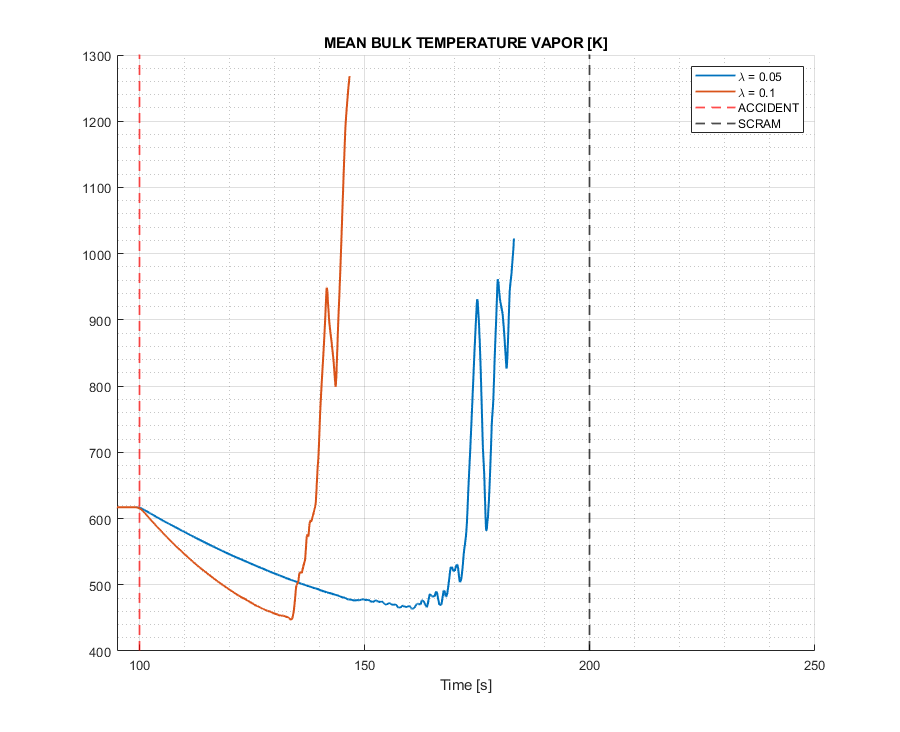 MEAN BULK TEMPERATURE VAPOR [K]
1300
1200
1100
1000
900
800
700
600
500
400
λ = 0.05
λ = 0.1
ACCIDENT
SCRAM
100 150 200 250
Time [s]